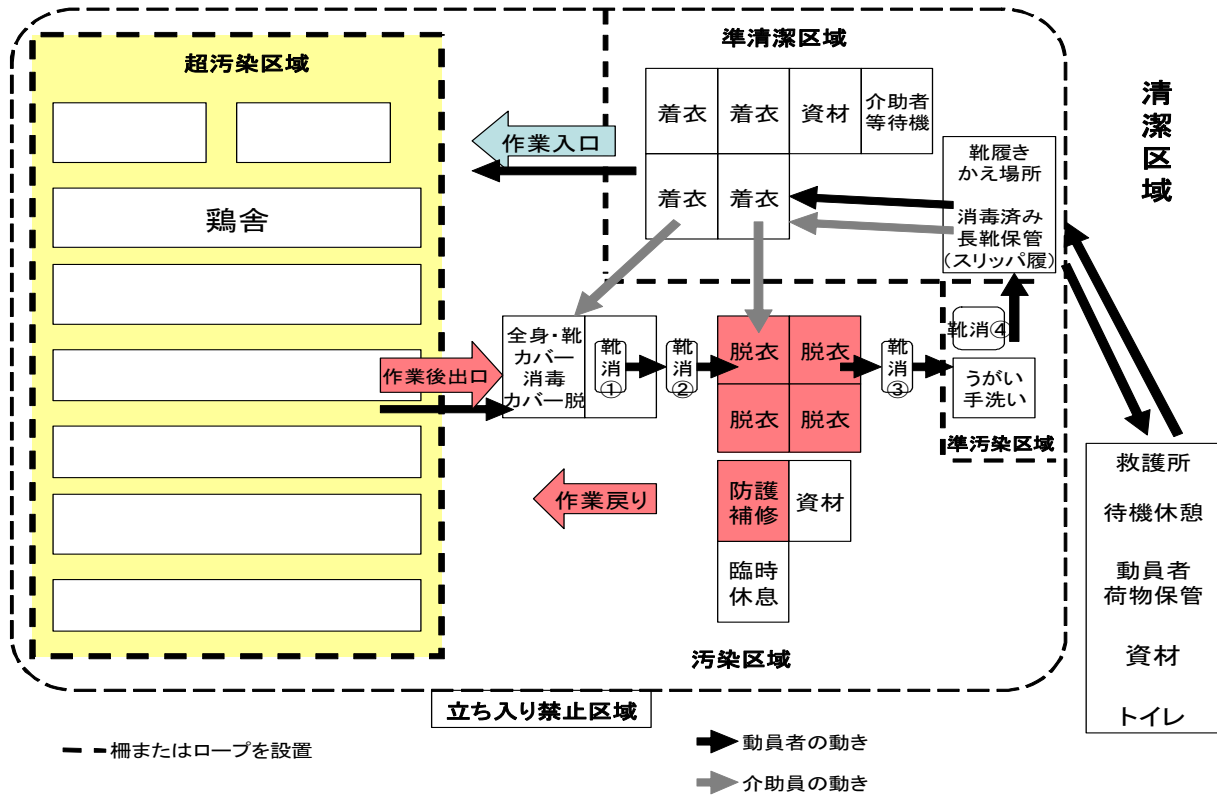 準清潔区域
超汚染区域
清潔区域
着衣
着衣
資材
介助者
等待機
作業入口
靴履き
かえ場所
着衣
着衣
消毒済み
長靴保管
(スリッパ履)
鶏舎
全身・靴
カバー
消毒
カバー脱
靴消①
靴消②
脱衣
脱衣
靴消③
靴消④
うがい
手洗い
作業後出口
脱衣
脱衣
準汚染区域
救護所
防護
補修
資材
作業戻り
待機休憩
臨時
休息
動員者
荷物保管
汚染区域
資材
立ち入り禁止区域
トイレ
柵またはロープを設置
動員者の動き
介助員の動き